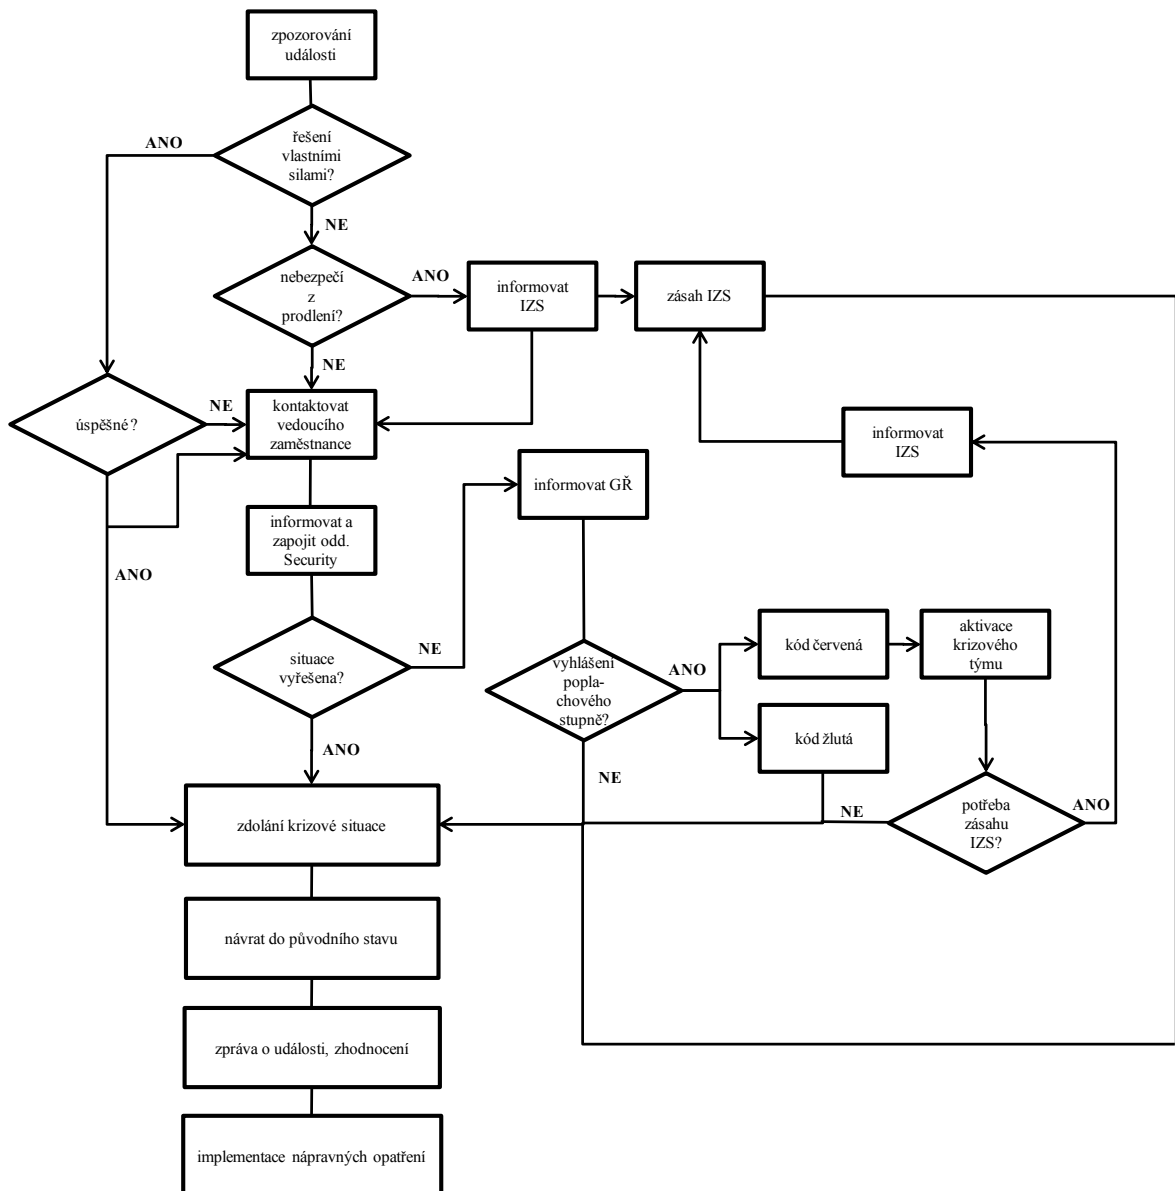 zpozorování
události
ANO
řešení
vlastními
silami?
NE
nebezpečí
z
prodlení?
ANO
informovat
IZS
zásah IZS
NE
úspěšné ?
NE
kontaktovat
vedoucího
zaměstnance
informovat
IZS
informovat GŘ
informovat a
zapojit odd.
Security
ANO
situace
vyřešena?
NE
vyhlášení
popla-
chového
stupně?
ANO
kód červená
aktivace
krizového
týmu
kód žlutá
ANO
NE
NE
potřeba
zásahu
IZS?
ANO
zdolání krizové situace
návrat do původního stavu
zpráva o události, zhodnocení
implementace nápravných opatření